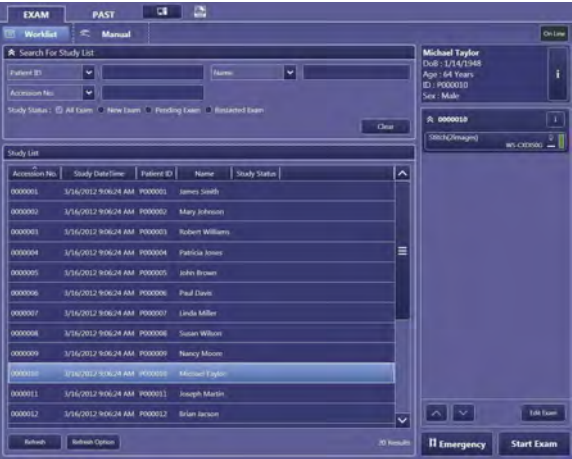 EXAM PAST
Worklist Manual On Line
Search For Study List
Patient ID Name
Accession No.
Study Status : All Exam New Exam Pending Exam Restarted Exam
Clear
Study List
Accession No. Study DateTime Patient ID Name Study Status
0000001 3/16/2012 9:06:24 AM P000001 James Smith
0000002 3/16/2012 9:06:24 AM P000002 Mary Johnson
0000003 3/16/2012 9:06:24 AM P000003 Robert Williams
0000004 3/16/2012 9:06:24 AM P000004 Patricia Jones
0000005 3/16/2012 9:06:24 AM P000005 John Brown
0000006 3/16/2012 9:06:24 AM P000006 Paul Davis
0000007 3/16/2012 9:06:24 AM P000007 Linda Miller
0000008 3/16/2012 9:06:24 AM P000008 Susan Wilson
0000009 3/16/2012 9:06:24 AM P000009 Nancy Moore
0000010 3/16/2012 9:06:24 AM P000010 Michael Taylor
0000011 3/16/2012 9:06:24 AM P000011 Joseph Martin
0000012 3/16/2012 9:06:24 AM P000012 Brian Jacson
Refresh Refresh Option 20 Results
Michael Taylor
DoB : 1/14/1948
Age : 64 Years
ID : P000010
Sex : Male
i
0000010
Stitch(2images)
WS-CXDI50G
Edit Exam
Emergency Start Exam